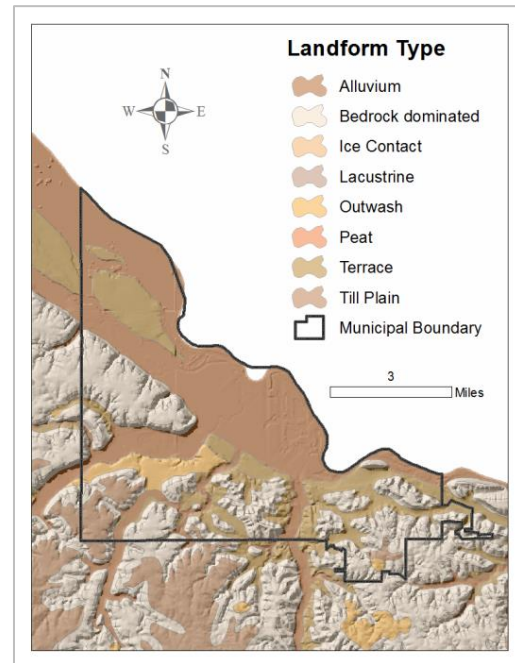 Landform Type
N
W
E
S
Alluvium
Bedrock dominated
Ice Contact
Lacustrine
Outwash
Peat
Terrace
Till Plain
Municipal Boundary
3
Miles